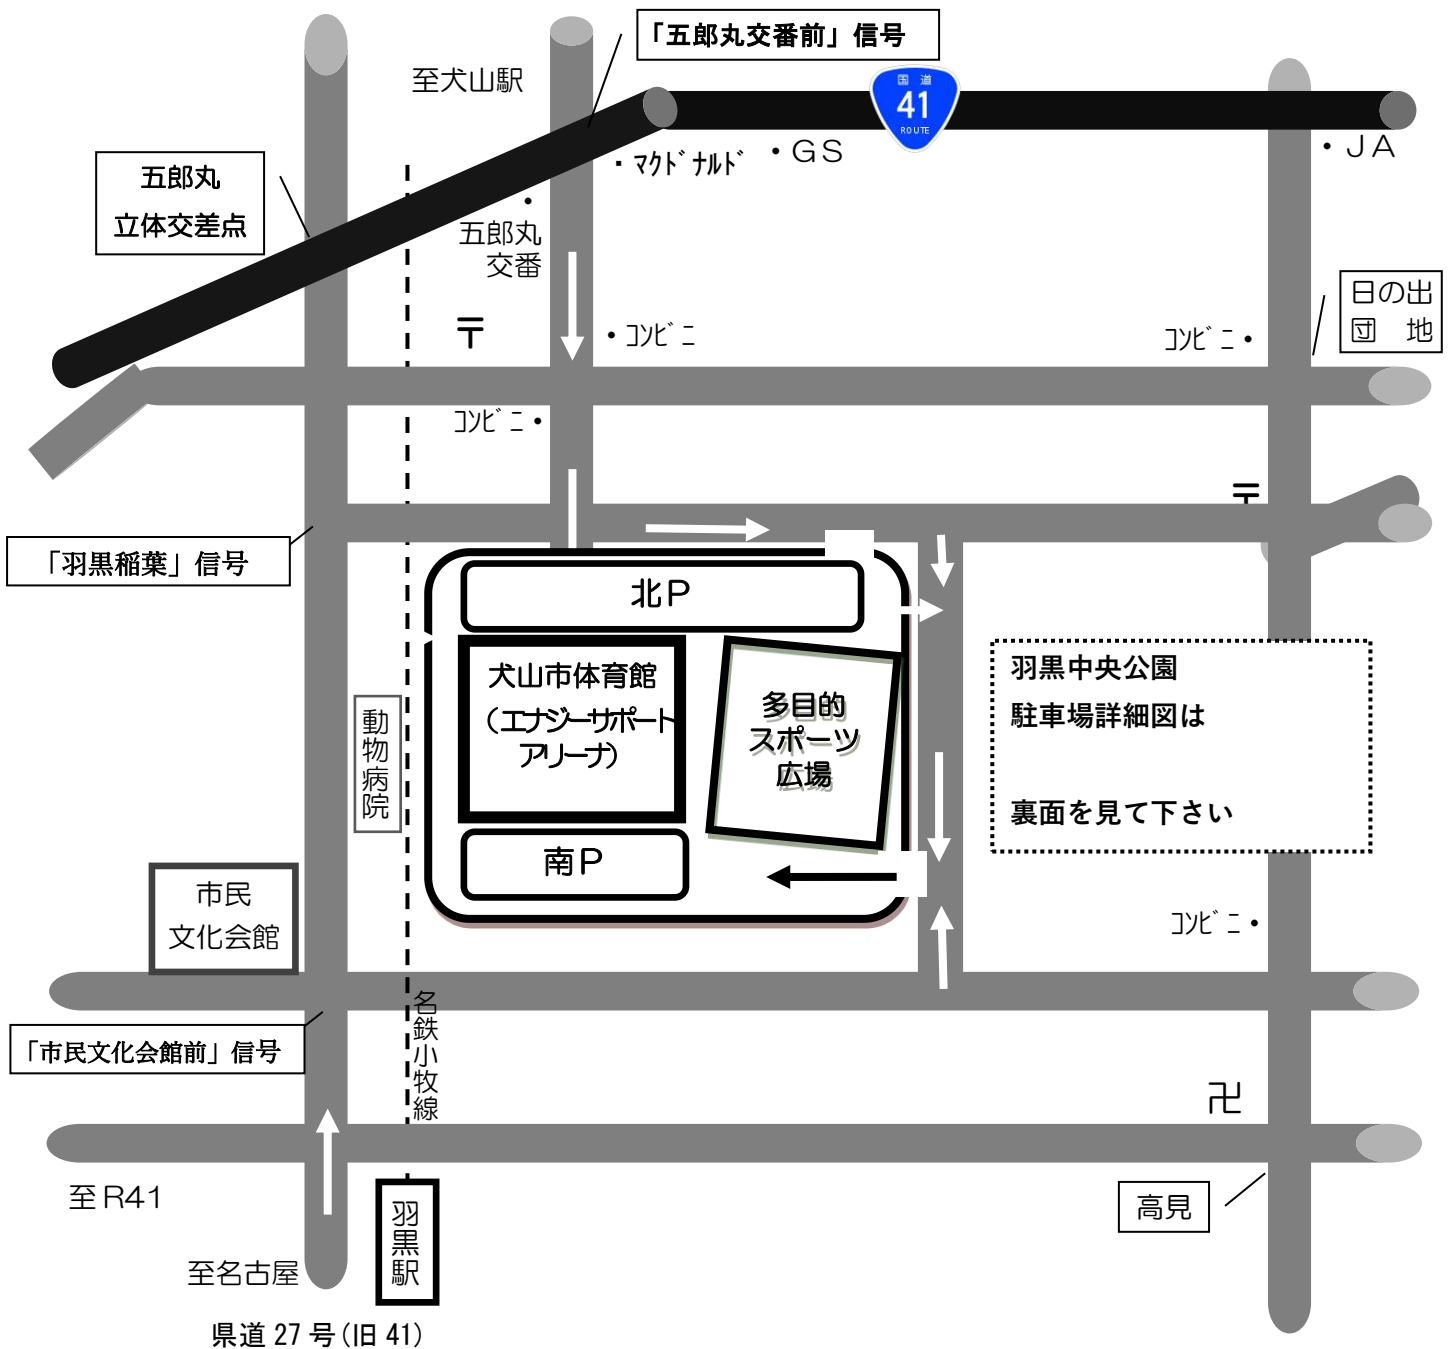 「五郎丸交番前」信号
至犬山駅
国道
41
ROUTE
・マクドナルド
・GS
・JA
五郎丸
立体交差点
五郎丸
交番
〒
・コンビニ
コンビニ・
日の出
団　地
コンビニ・
〒
「羽黒稲葉」信号
北P
犬山市体育館
（エナジーサポート
アリーナ）
多目的
スポーツ
広場
羽黒中央公園
駐車場詳細図は
裏面を見て下さい
動物病院
南P
市民
文化会館
コンビニ・
名鉄小牧線
「市民文化会館前」信号
卍
至R41
羽黒駅
高見
至名古屋
県道 27 号(旧 41)